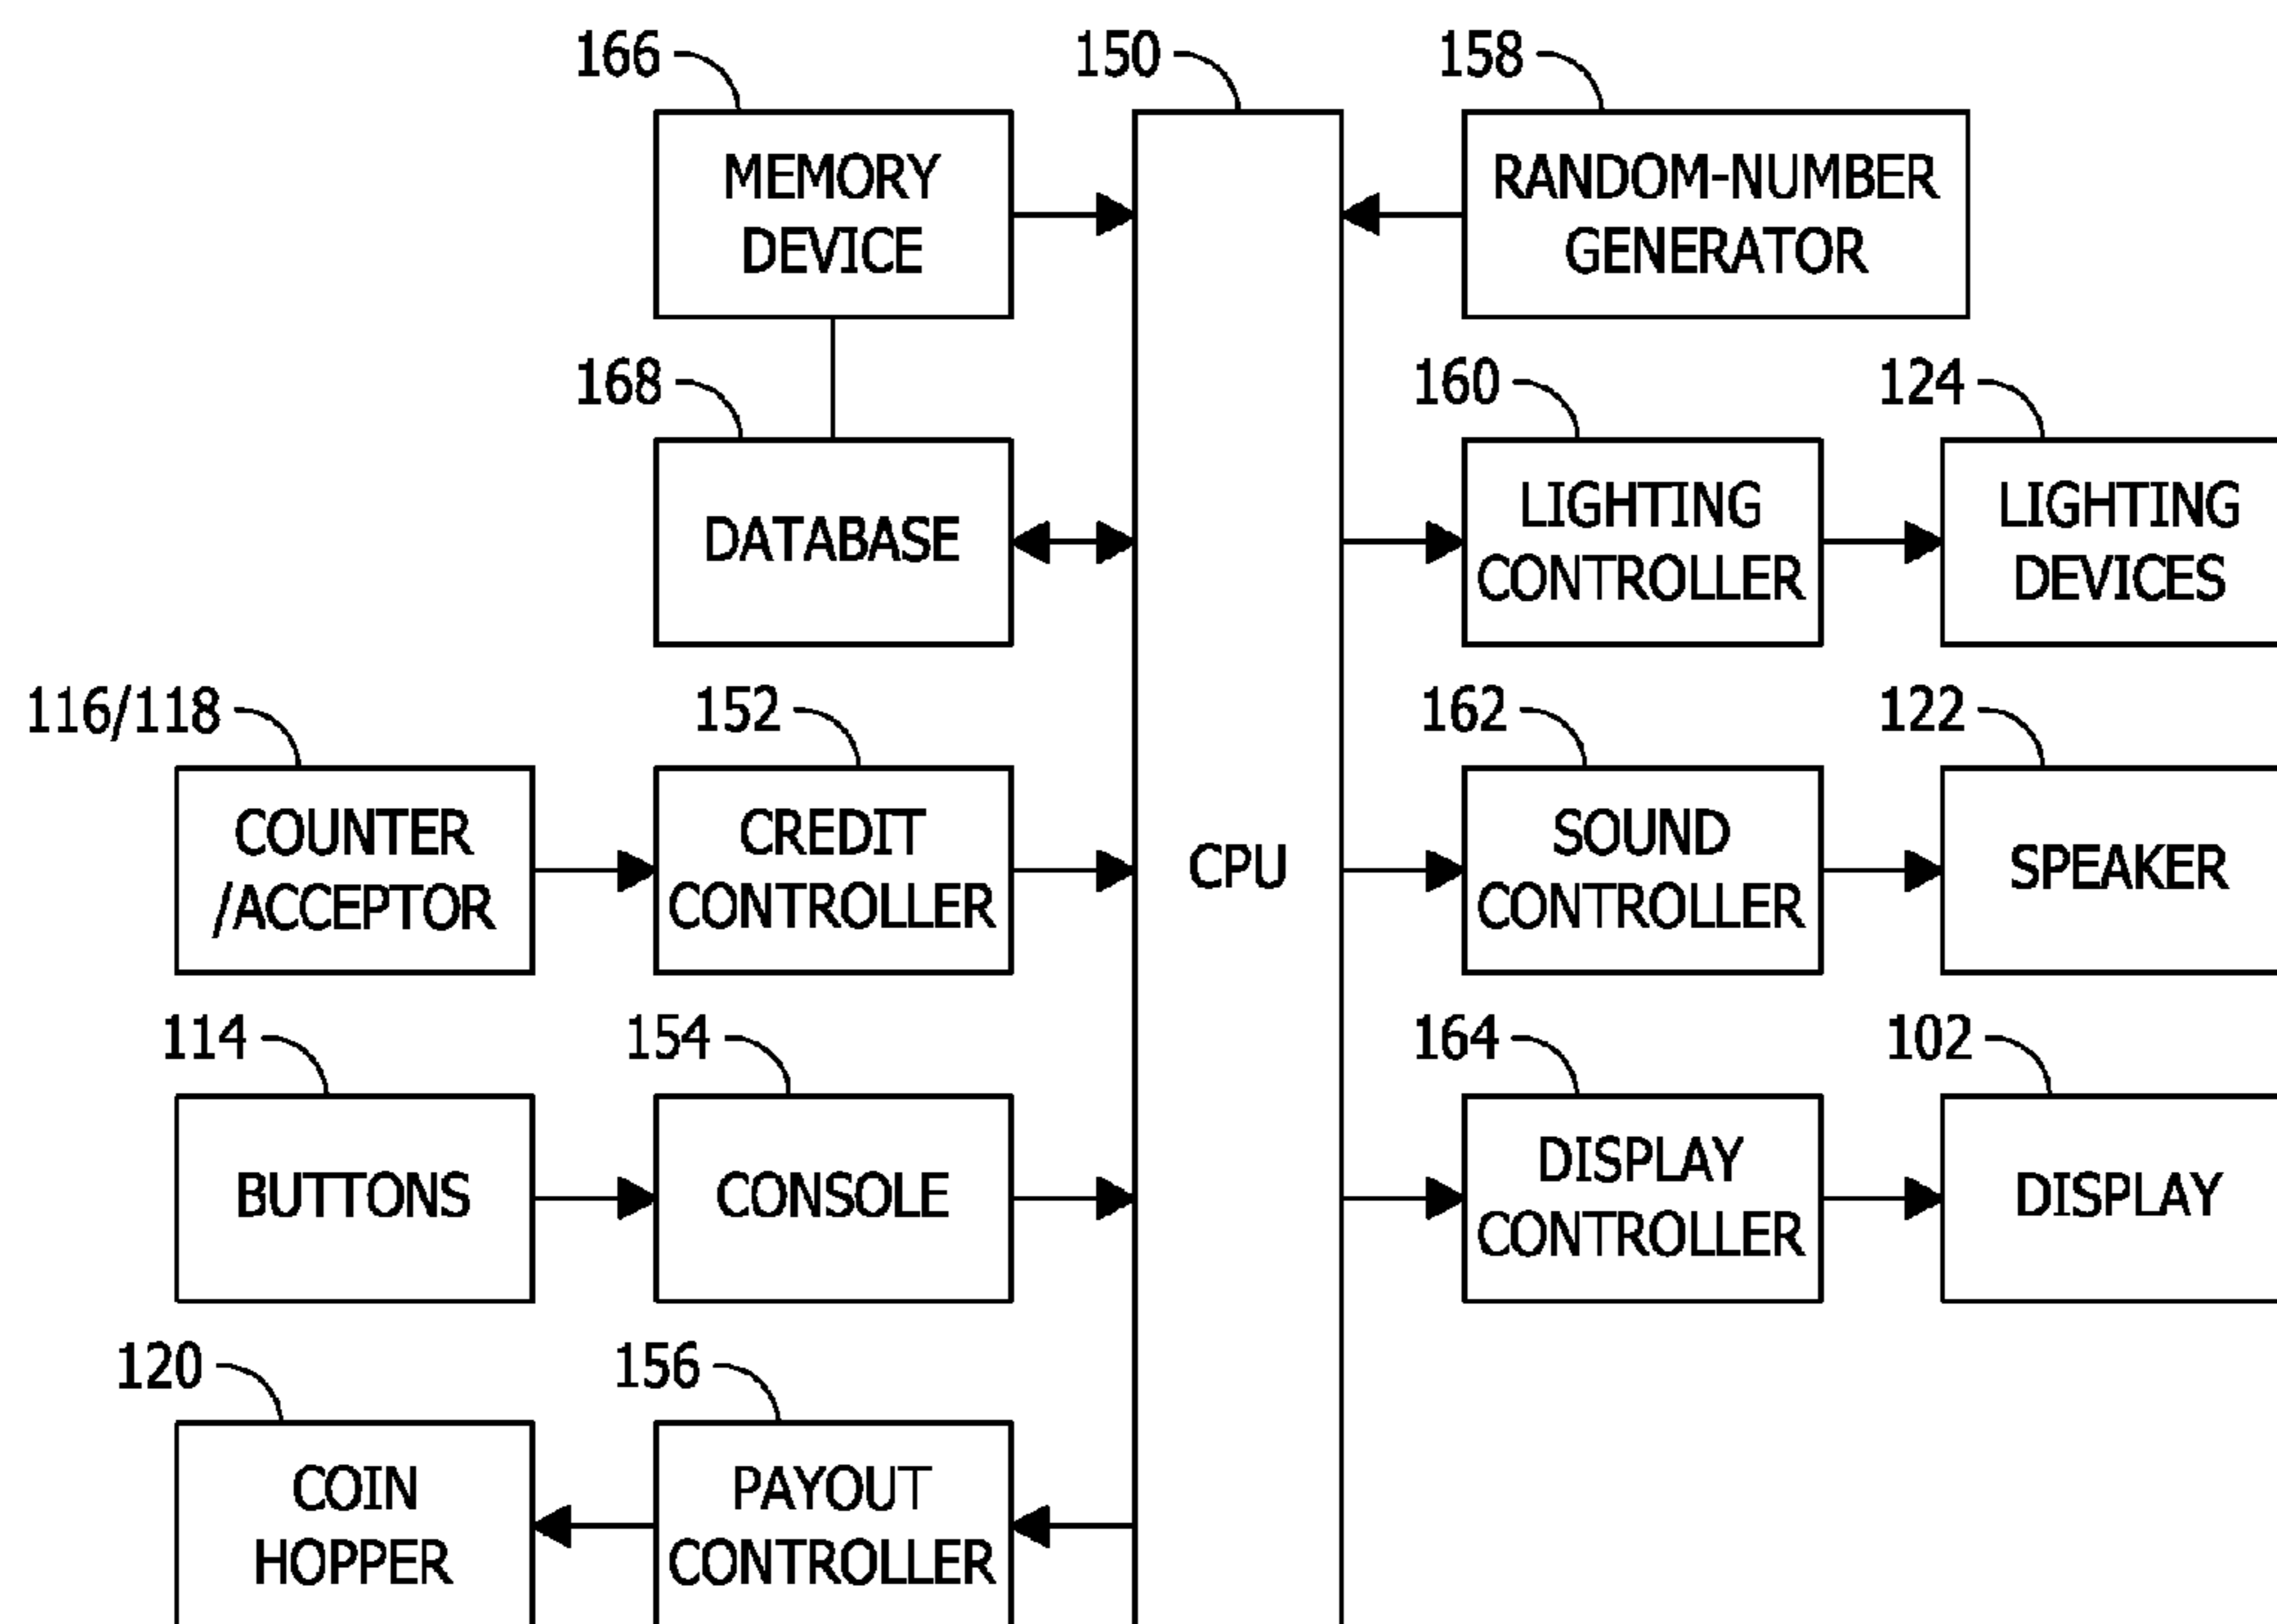 166
150
158
MEMORY
DEVICE
RANDOM-NUMBER
GENERATOR
168
160
124
DATABASE
LIGHTING
CONTROLLER
LIGHTING
DEVICES
116/118
152
162
122
COUNTER
/ACCEPTOR
CREDIT
CONTROLLER
CPU
SOUND
CONTROLLER
SPEAKER
114
154
164
102
BUTTONS
CONSOLE
DISPLAY
CONTROLLER
DISPLAY
120
156
COIN
HOPPER
PAYOUT
CONTROLLER